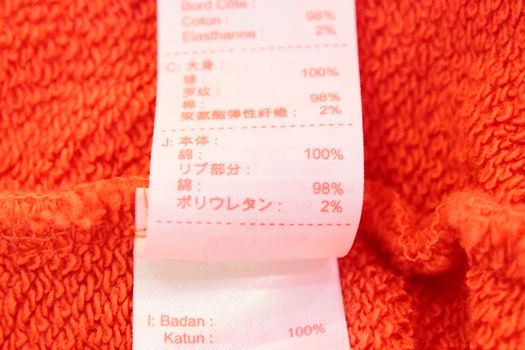 Bord Côte :
Coton : 98%
Elasthanne : 2%
C: 大身 :
棉 : 100%
罗纹 :
棉 : 98%
聚氨酯弹性纤维 : 2%
J: 本体 :
綿 : 100%
リブ部分 :
綿 : 98%
ポリウレタン : 2%
I: Badan :
Katun : 100%